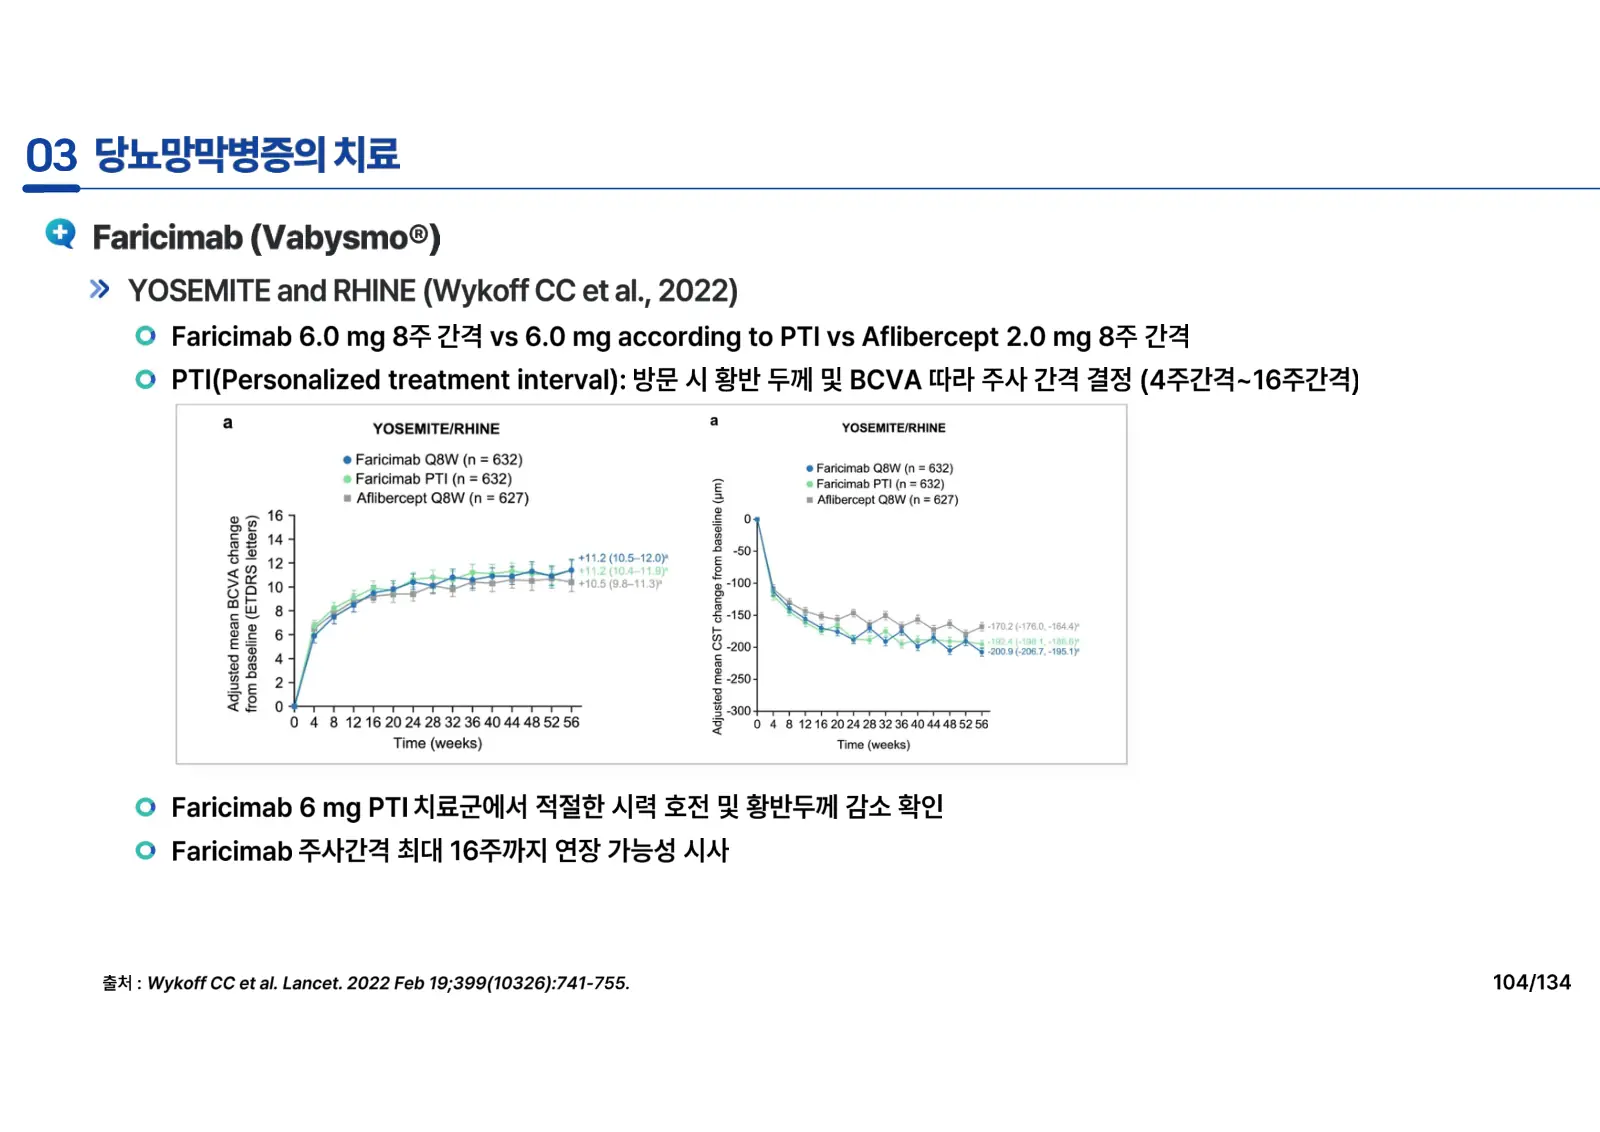 03 당뇨망막병증의 치료
Faricimab (Vabysmo®)
YOSEMITE and RHINE (Wykoff CC et al., 2022)
Faricimab 6.0 mg 8주 간격 vs 6.0 mg according to PTI vs Aflibercept 2.0 mg 8주 간격
PTI(Personalized treatment interval): 방문 시 황반 두께 및 BCVA 따라 주사 간격 결정 (4주간격~16주간격)
a
YOSEMITE/RHINE
Faricimab Q8W (n = 632)
Faricimab PTI (n = 632)
Aflibercept Q8W (n = 627)
Adjusted mean BCVA change
from baseline (ETDRS letters)
16
14
12
10
8
6
4
2
0
+11.2 (10.5–12.0)ᵃ
+11.2 (10.4–11.9)ᵃ
+10.5 (9.8–11.3)ᵃ
0 4 8 12 16 20 24 28 32 36 40 44 48 52 56
Time (weeks)
a
YOSEMITE/RHINE
Faricimab Q8W (n = 632)
Faricimab PTI (n = 632)
Aflibercept Q8W (n = 627)
Adjusted mean CST change from baseline (μm)
0
-50
-100
-150
-200
-250
-300
-170.2 (-176.0, -164.4)ᵃ
-192.4 (-198.1, -186.6)ᵃ
-200.9 (-206.7, -195.1)ᵃ
0 4 8 12 16 20 24 28 32 36 40 44 48 52 56
Time (weeks)
Faricimab 6 mg PTI 치료군에서 적절한 시력 호전 및 황반두께 감소 확인
Faricimab 주사간격 최대 16주까지 연장 가능성 시사
출처 : Wykoff CC et al. Lancet. 2022 Feb 19;399(10326):741-755.
104/134